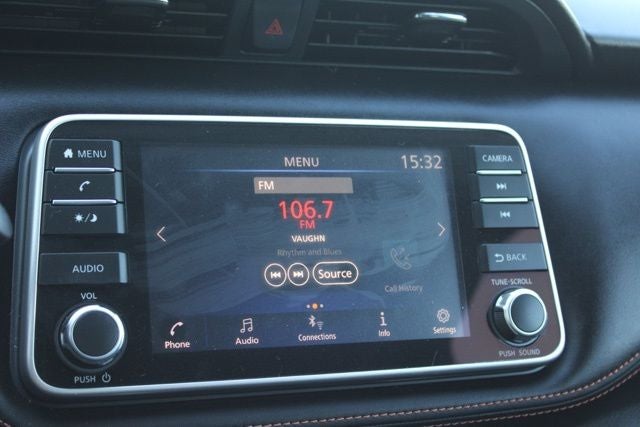 MENU
AUDIO
VOL
PUSH
MENU
15:32
FM
106.7
FM
VAUGHN
Rhythm and Blues
Source
Call History
Phone
Audio
Connections
Info
Settings
CAMERA
BACK
TUNE·SCROLL
PUSH SOUND